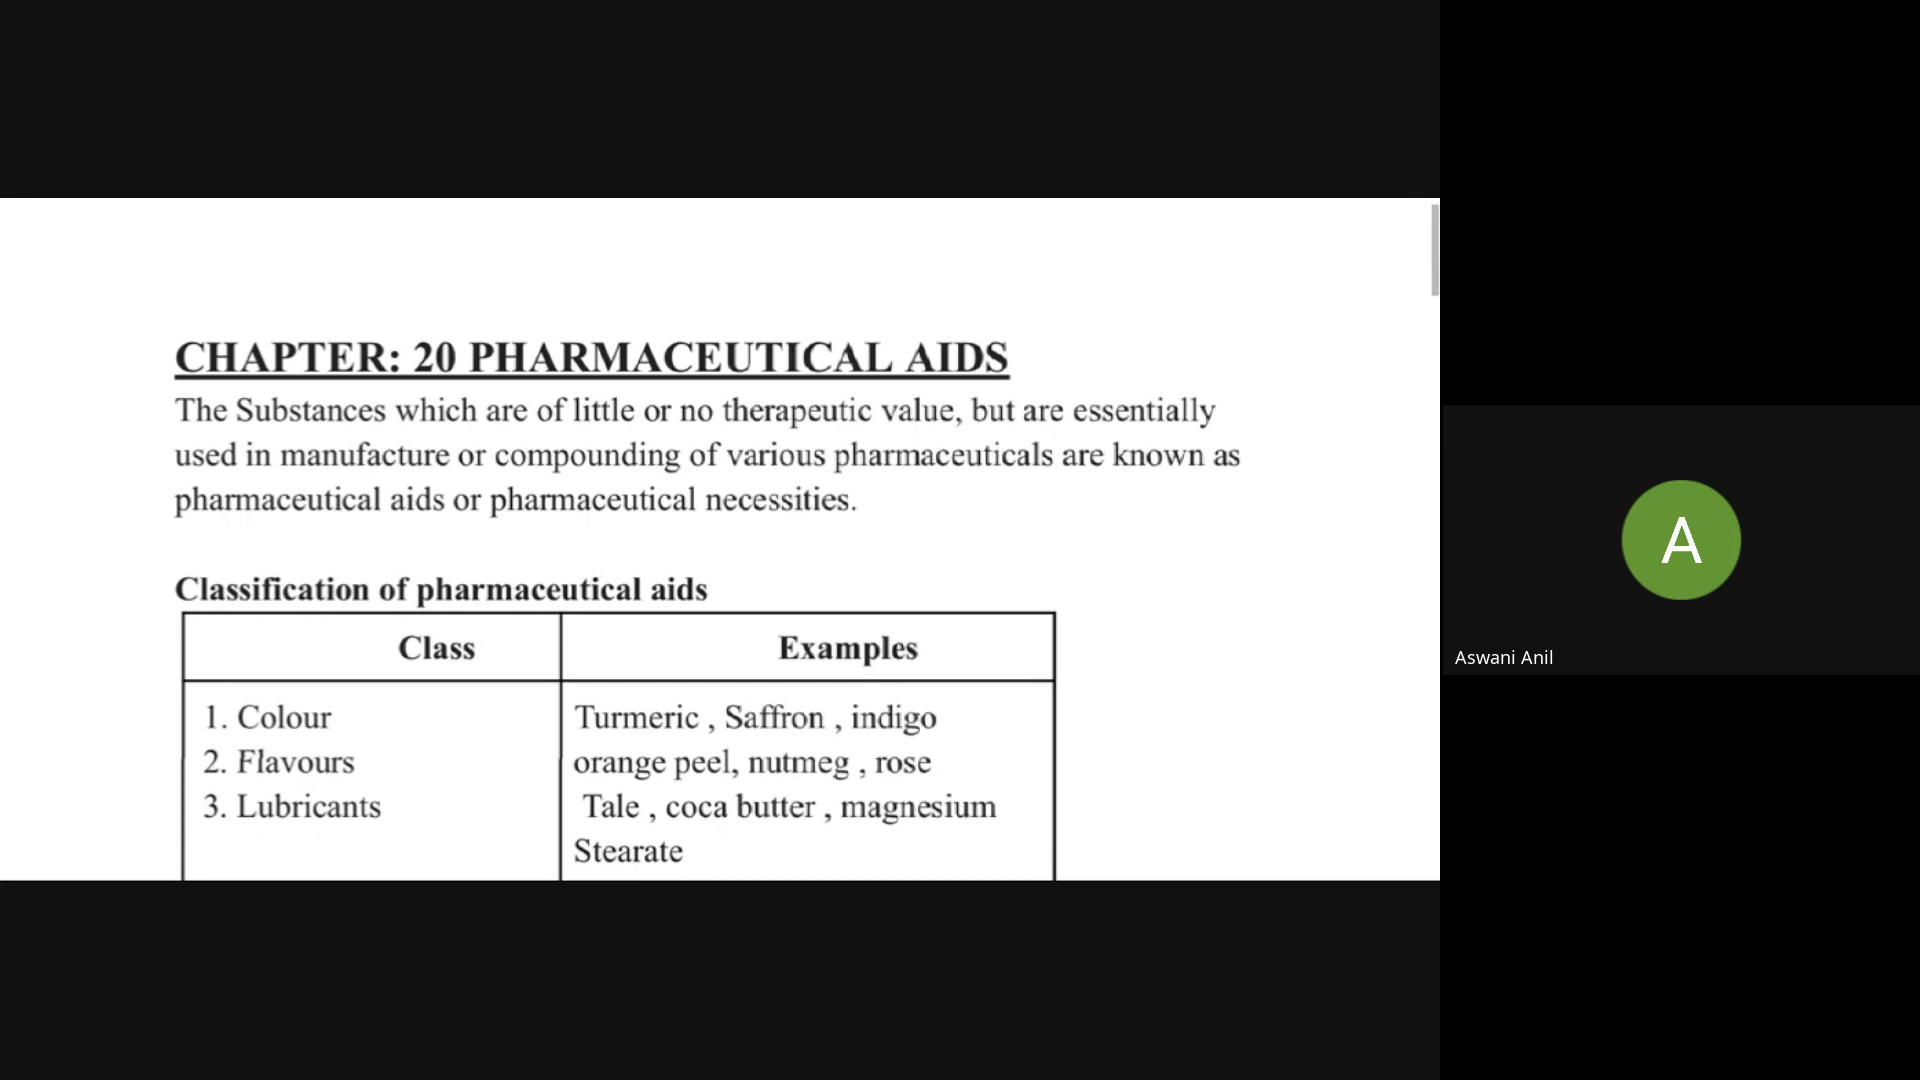 CHAPTER: 20 PHARMACEUTICAL AIDS
The Substances which are of little or no therapeutic value, but are essentially
used in manufacture or compounding of various pharmaceuticals are known as
pharmaceutical aids or pharmaceutical necessities.
Classification of pharmaceutical aids
Class Examples
1. Colour Turmeric , Saffron , indigo
2. Flavours orange peel, nutmeg , rose
3. Lubricants Tale , coca butter , magnesium
Stearate
A
Aswani Anil